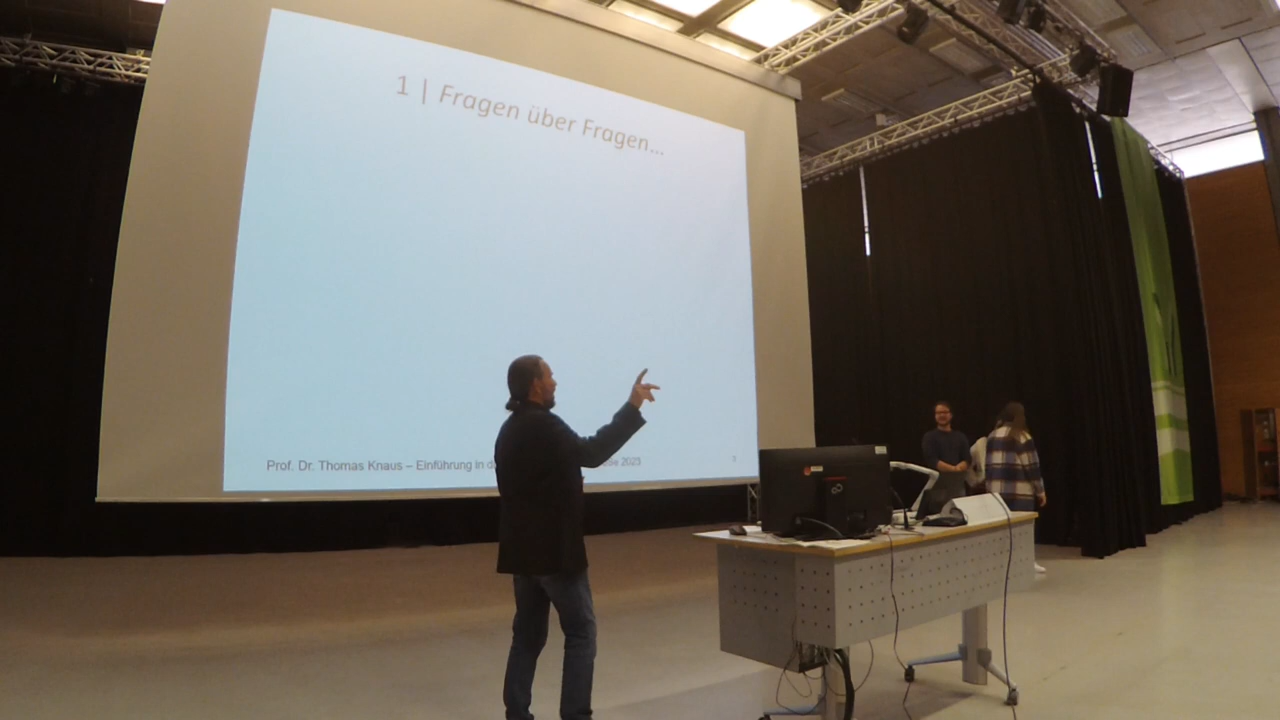 1 | Fragen über Fragen...
Prof. Dr. Thomas Knaus – Einführung in 2023